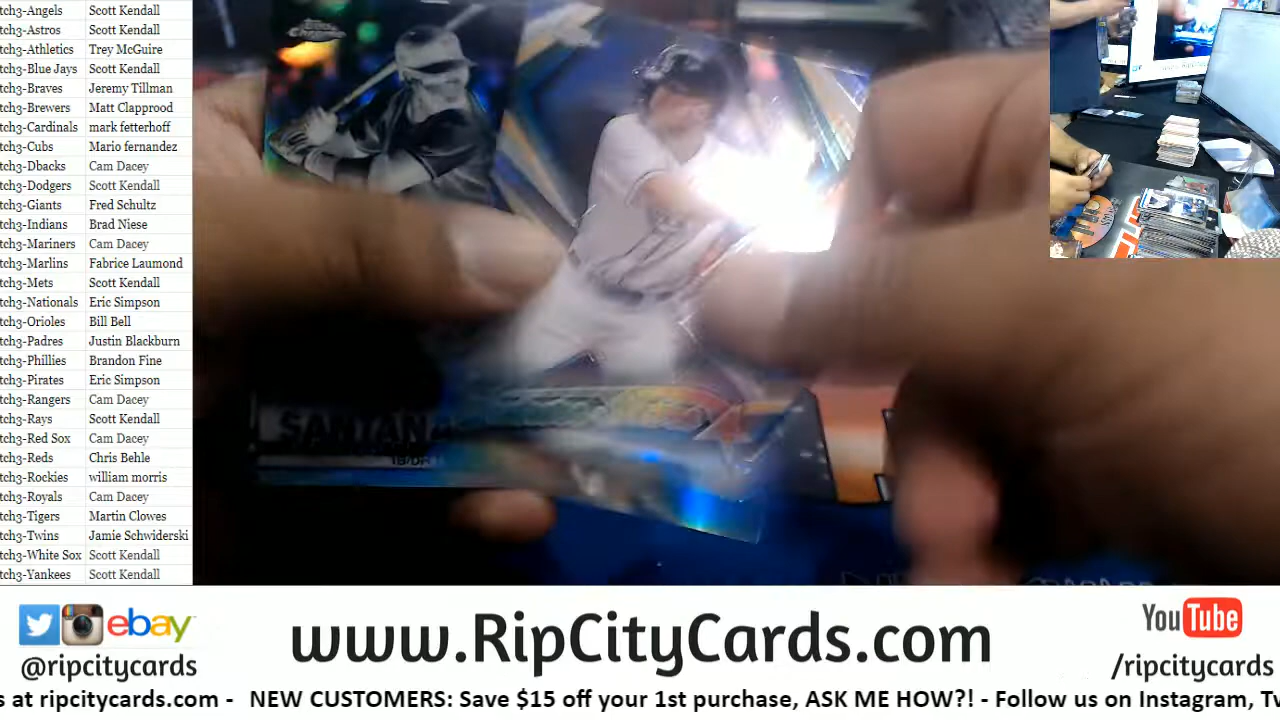 tch3-Angels Scott Kendall
tch3-Astros Scott Kendall
tch3-Athletics Trey McGuire
tch3-Blue Jays Scott Kendall
tch3-Braves Jeremy Tillman
tch3-Brewers Matt Clapprood
tch3-Cardinals mark fetterhoff
tch3-Cubs Mario fernandez
tch3-Dbacks Cam Dacey
tch3-Dodgers Scott Kendall
tch3-Giants Fred Schultz
tch3-Indians Brad Niese
tch3-Mariners Cam Dacey
tch3-Marlins Fabrice Laumond
tch3-Mets Scott Kendall
tch3-Nationals Eric Simpson
tch3-Orioles Bill Bell
tch3-Padres Justin Blackburn
tch3-Phillies Brandon Fine
tch3-Pirates Eric Simpson
tch3-Rangers Cam Dacey
tch3-Rays Scott Kendall
tch3-Red Sox Cam Dacey
tch3-Reds Chris Behle
tch3-Rockies william morris
tch3-Royals Cam Dacey
tch3-Tigers Martin Clowes
tch3-Twins Jamie Schwiderski
tch3-White Sox Scott Kendall
tch3-Yankees Scott Kendall
Topps
Chrome
SANTANA
1B/DH
ebay
@ripcitycards
www.RipCityCards.com
YouTube
/ripcitycards
s at ripcitycards.com - NEW CUSTOMERS: Save $15 off your 1st purchase, ASK ME HOW?! - Follow us on Instagram, Tw